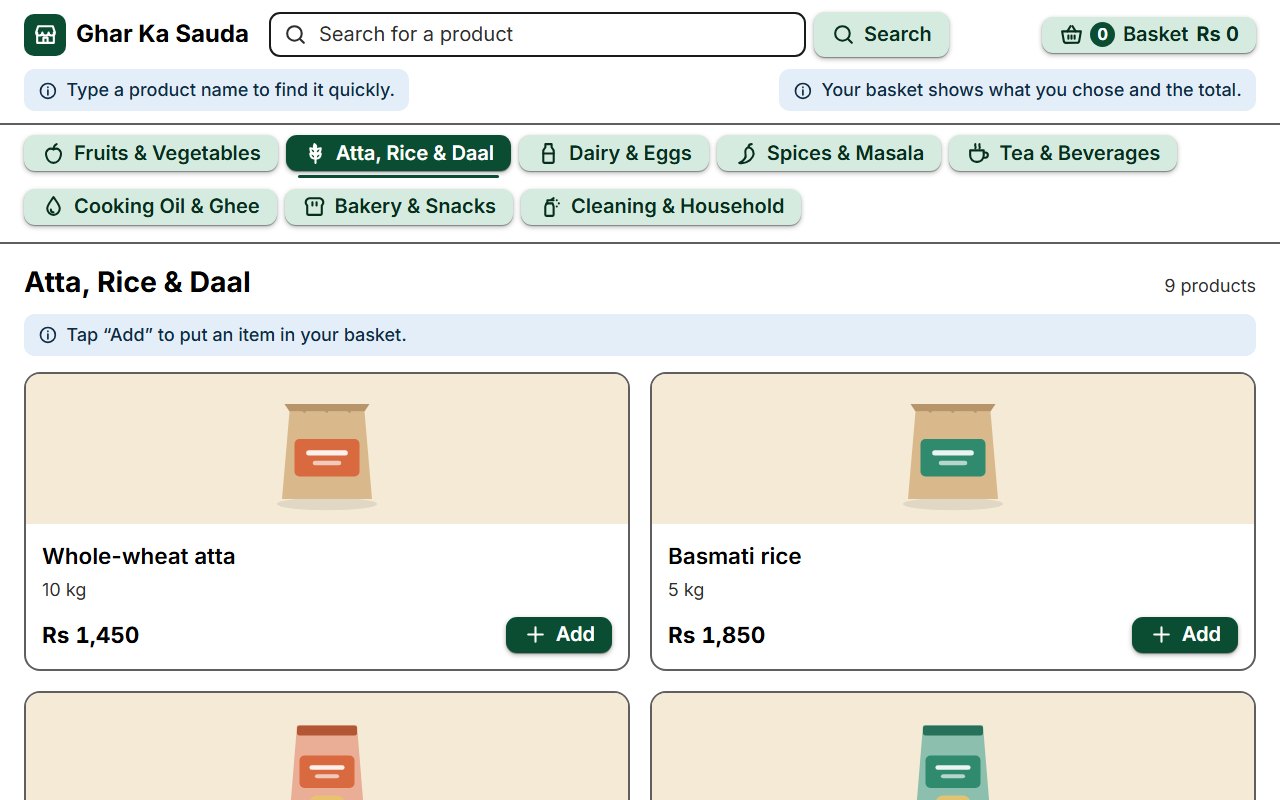 Ghar Ka Sauda
Search for a product
Search
0 Basket Rs 0
Type a product name to find it quickly.
Your basket shows what you chose and the total.
Fruits & Vegetables
Atta, Rice & Daal
Dairy & Eggs
Spices & Masala
Tea & Beverages
Cooking Oil & Ghee
Bakery & Snacks
Cleaning & Household
Atta, Rice & Daal
9 products
Tap “Add” to put an item in your basket.
Whole-wheat atta
10 kg
Rs 1,450
Add
Basmati rice
5 kg
Rs 1,850
Add